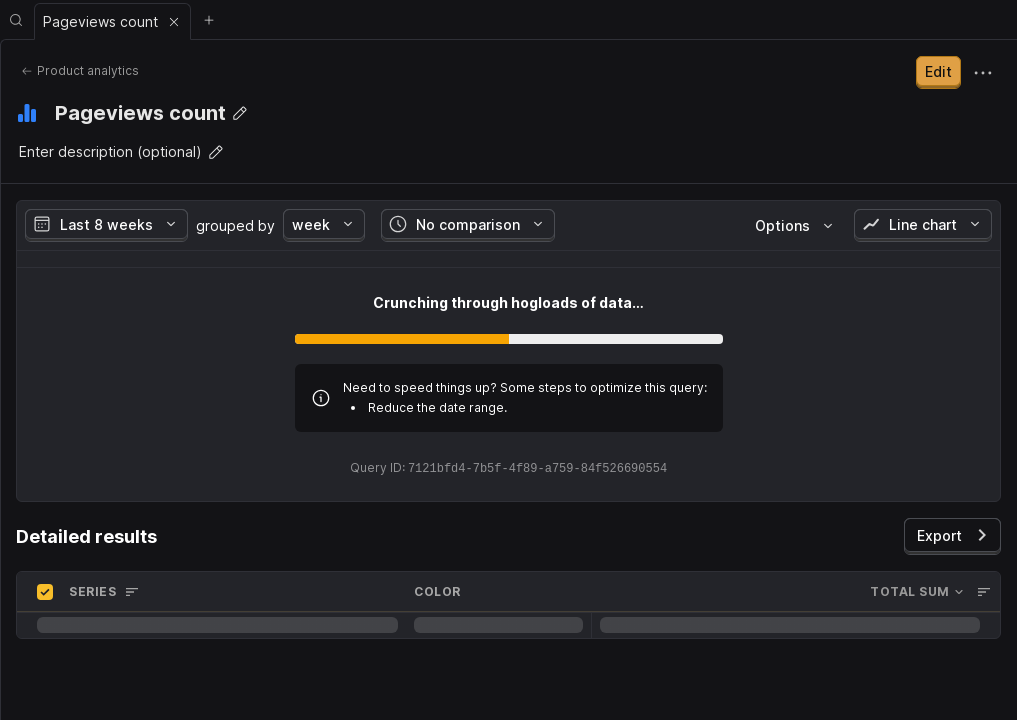 Pageviews count
Product analytics
Edit
Pageviews count
Enter description (optional)
Last 8 weeks grouped by week No comparison Options Line chart
Crunching through hogloads of data...
Need to speed things up? Some steps to optimize this query:
• Reduce the date range.
Query ID: 7121bfd4-7b5f-4f89-a759-84f526690554
Detailed results
Export
SERIES COLOR TOTAL SUM